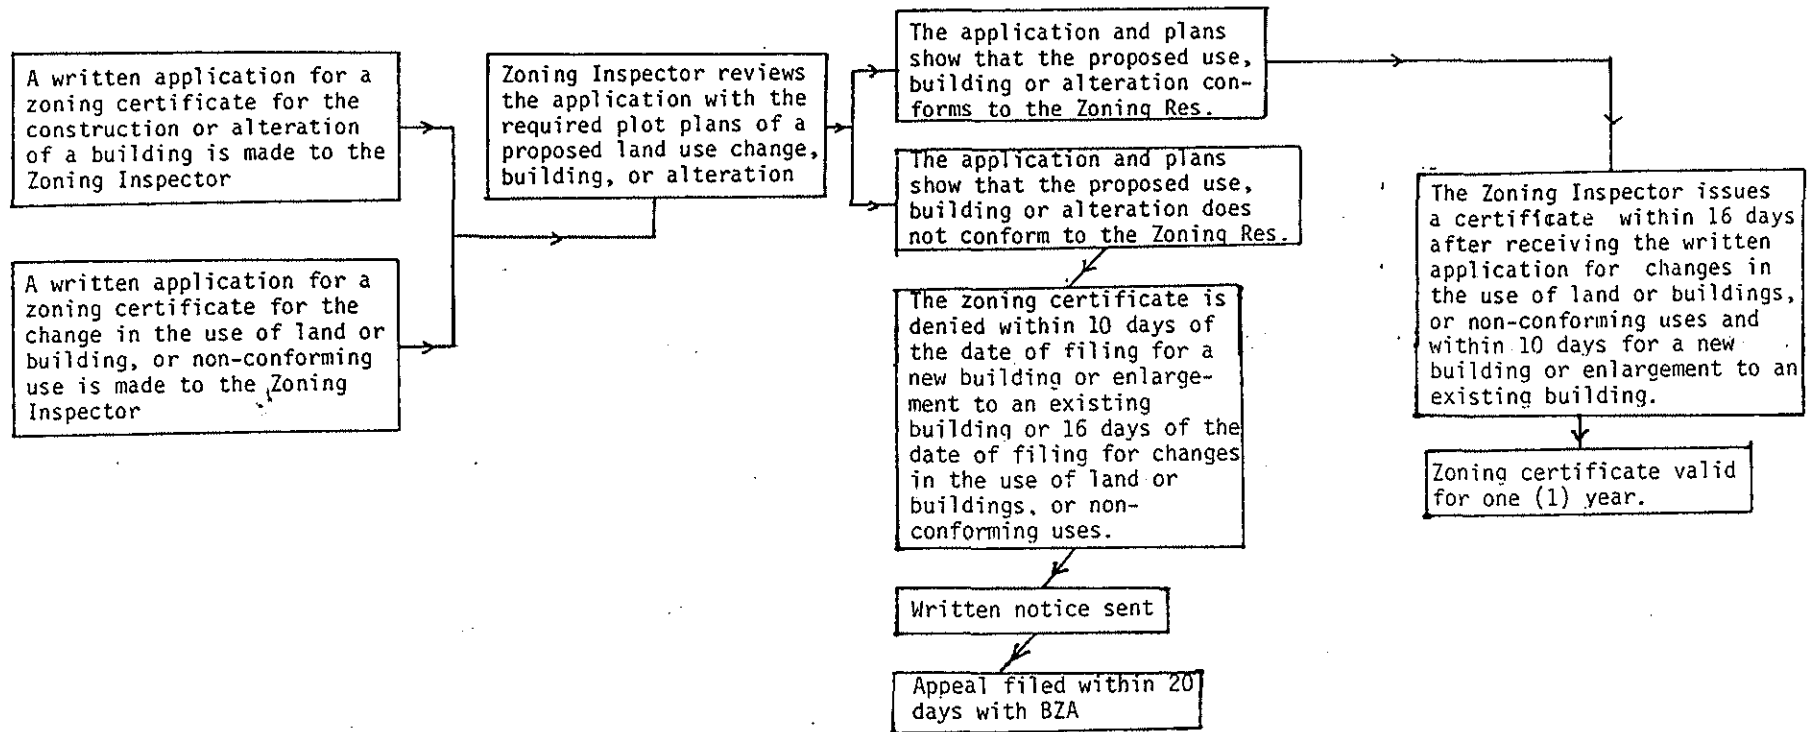 A written application for a
zoning certificate for the
construction or alteration
of a building is made to the
Zoning Inspector
A written application for a
zoning certificate for the
change in the use of land or
building, or non-conforming
use is made to the Zoning
Inspector
Zoning Inspector reviews
the application with the
required plot plans of a
proposed land use change,
building, or alteration
The application and plans
show that the proposed use,
building or alteration con-
forms to the Zoning Res.
The application and plans
show that the proposed use,
building or alteration does
not conform to the Zoning Res.
The zoning certificate is
denied within 10 days of
the date of filing for a
new building or enlarge-
ment to an existing
building or 16 days of the
date of filing for changes
in the use of land or
buildings, or non-
conforming uses.
Written notice sent
Appeal filed within 20
days with BZA
The Zoning Inspector issues
a certificate within 16 days
after receiving the written
application for changes in
the use of land or buildings,
or non-conforming uses and
within 10 days for a new
building or enlargement to an
existing building.
Zoning certificate valid
for one (1) year.